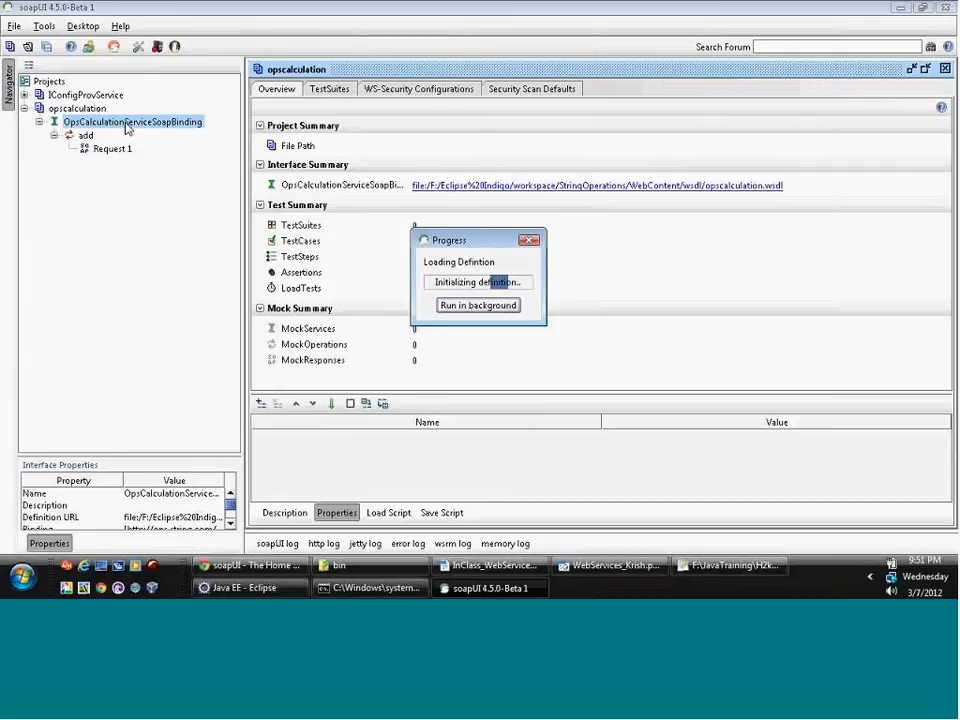 soapUI 4.5.0-Beta 1
File Tools Desktop Help
Search Forum
Navigator
Projects
IConfigProvService
opscalculation
OpsCalculationServiceSoapBinding
add
Request 1
opscalculation
Overview TestSuites WS-Security Configurations Security Scan Defaults
Project Summary
File Path
Interface Summary
OpsCalculationServiceSoapBi... file:/F:/Eclipse%20Indigo/workspace/StringOperations/WebContent/wsdl/opscalculation.wsdl
Test Summary
TestSuites 0
TestCases
TestSteps
Assertions
LoadTests
Progress
Loading Defintion
Initializing definition..
Run in background
Mock Summary
MockServices 0
MockOperations 0
MockResponses 0
Name Value
Description Properties Load Script Save Script
Interface Properties
Property Value
Name OpsCalculationService...
Description
Definition URL file:/F:/Eclipse%20Indig...
Properties
soapUI log http log jetty log error log wsrm log memory log
soapUI - The Home ... bin InClass_WebService... WebServices_Krish.p... F:\JavaTraining\H2k...
Java EE - Eclipse C:\Windows\system... soapUI 4.5.0-Beta 1
9:51 PM
Wednesday
3/7/2012